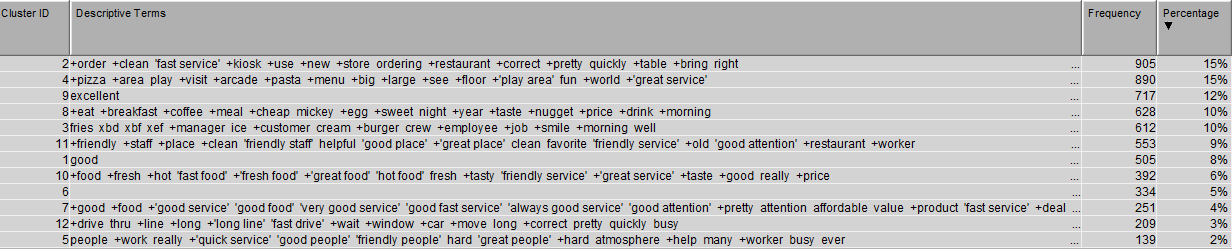 Cluster ID Descriptive Terms Frequency Percentage ▼
2 +order +clean 'fast service' +kiosk +use +new +store ordering +restaurant +correct +pretty quickly +table +bring right ... 905 15%
4 +pizza +area play +visit +arcade +pasta +menu +big +large +see +floor +'play area' fun +world +'great service' ... 890 15%
9 excellent ... 717 12%
8 +eat +breakfast +coffee +meal +cheap mickey +egg +sweet night +year +taste +nugget +price +drink +morning ... 628 10%
3 fries xbd xbf xef +manager ice +customer cream +burger crew +employee +job +smile +morning well ... 612 10%
11 +friendly +staff +place +clean 'friendly staff' helpful 'good place' +'great place' clean favorite 'friendly service' +old 'good attention' +restaurant +worker ... 553 9%
1 good ... 505 8%
10 +food +fresh +hot 'fast food' +'fresh food' +'great food' 'hot food' fresh +tasty 'friendly service' +'great service' +taste +good really +price ... 392 6%
6 ... 334 5%
7 +good +food +'good service' 'good food' 'very good service' 'good fast service' 'always good service' 'good attention' +pretty attention affordable value +product 'fast service' +deal ... 251 4%
12 +drive thru +line +long +'long line' 'fast drive' +wait +window +car +move long +correct pretty quickly busy ... 209 3%
5 people +work really +'quick service' 'good people' 'friendly people' hard 'great people' +hard atmosphere +help many +worker busy ever ... 139 2%